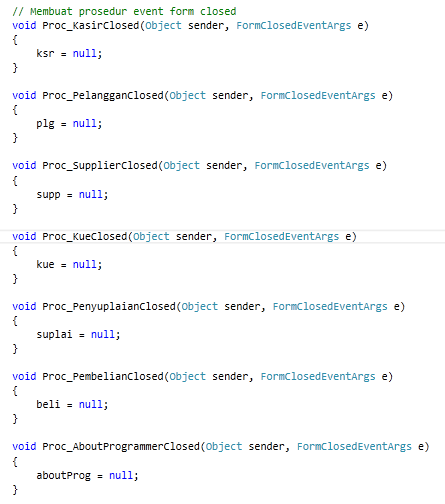 // Membuat prosedur event form closed
void Proc_KasirClosed(Object sender, FormClosedEventArgs e)
{
    ksr = null;
}

void Proc_PelangganClosed(Object sender, FormClosedEventArgs e)
{
    plg = null;
}

void Proc_SupplierClosed(Object sender, FormClosedEventArgs e)
{
    supp = null;
}

void Proc_KueClosed(Object sender, FormClosedEventArgs e)
{
    kue = null;
}

void Proc_PenyuplaianClosed(Object sender, FormClosedEventArgs e)
{
    suplai = null;
}

void Proc_PembelianClosed(Object sender, FormClosedEventArgs e)
{
    beli = null;
}

void Proc_AboutProgrammerClosed(Object sender, FormClosedEventArgs e)
{
    aboutProg = null;
}